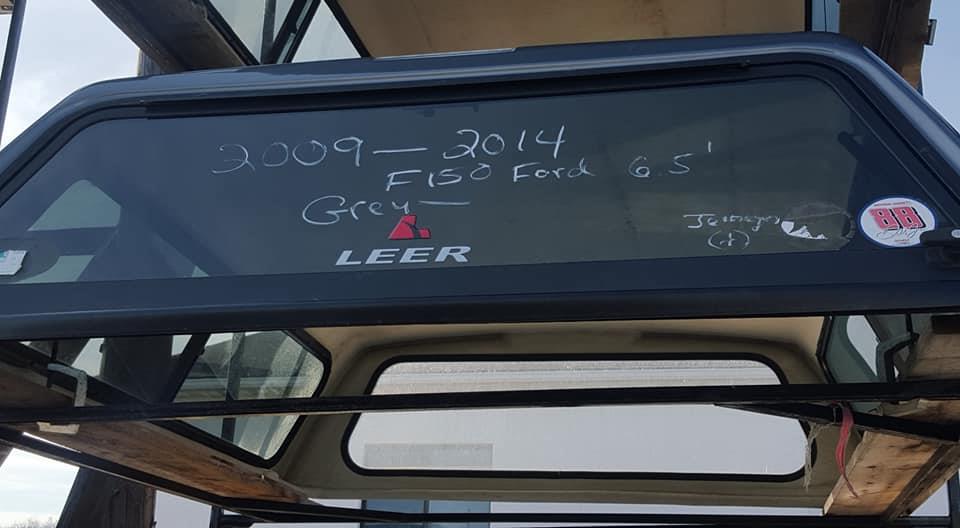 2009 — 2014
F150 Ford 6.5'
Grey —
LEER
88